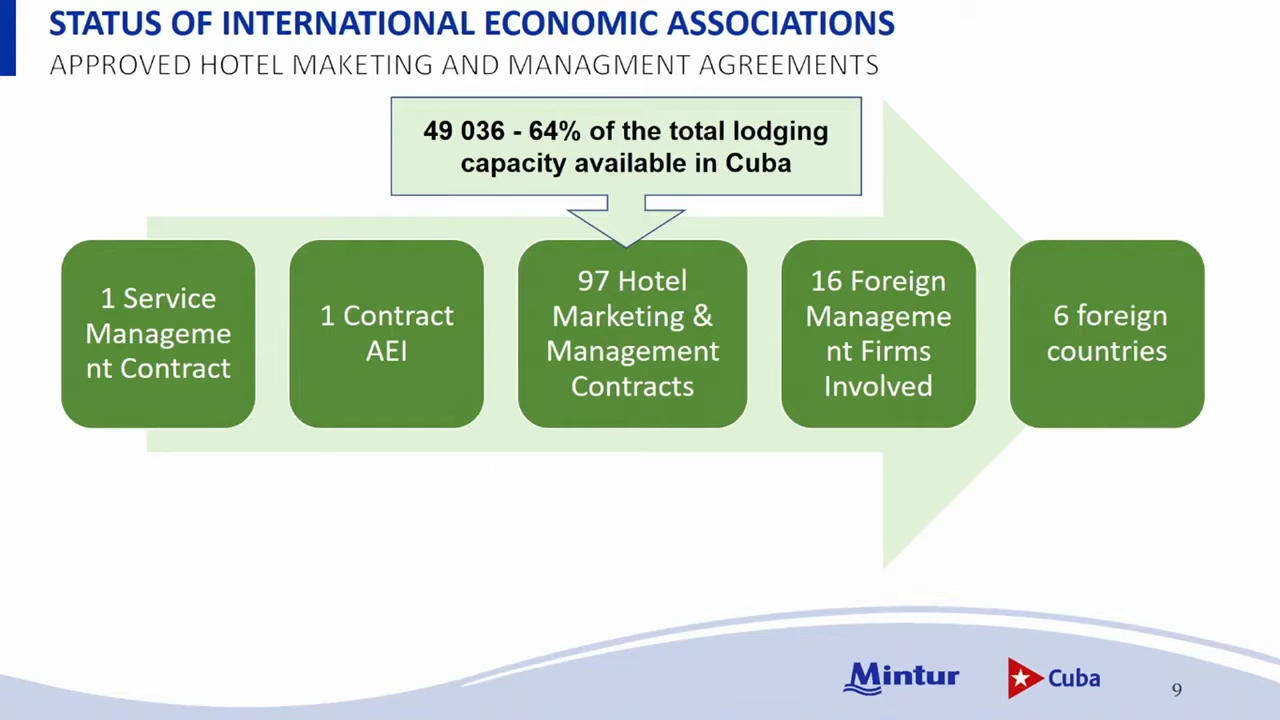 STATUS OF INTERNATIONAL ECONOMIC ASSOCIATIONS
APPROVED HOTEL MAKETING AND MANAGMENT AGREEMENTS
49 036 - 64% of the total lodging
capacity available in Cuba
1 Service
Manageme
nt Contract
1 Contract
AEI
97 Hotel
Marketing &
Management
Contracts
16 Foreign
Manageme
nt Firms
Involved
6 foreign
countries
Mintur
Cuba
9